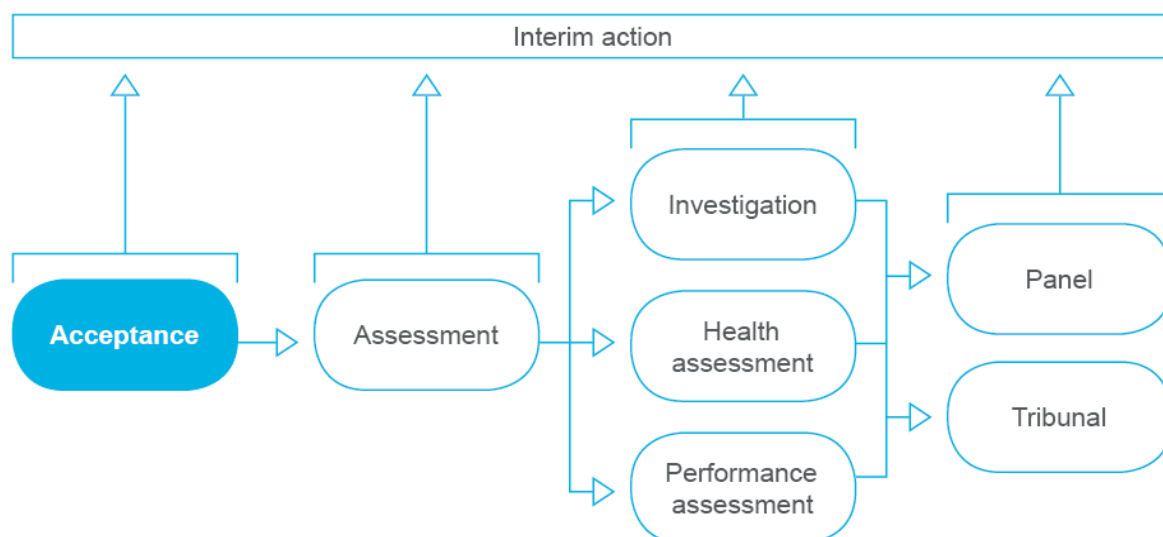 Interim action
Acceptance
Assessment
Investigation
Health
assessment
Performance
assessment
Panel
Tribunal